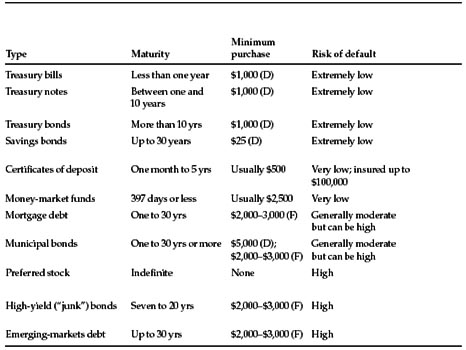 Type Maturity Minimum purchase Risk of default
Treasury bills Less than one year $1,000 (D) Extremely low
Treasury notes Between one and 10 years $1,000 (D) Extremely low
Treasury bonds More than 10 yrs $1,000 (D) Extremely low
Savings bonds Up to 30 years $25 (D) Extremely low
Certificates of deposit One month to 5 yrs Usually $500 Very low; insured up to $100,000
Money-market funds 397 days or less Usually $2,500 Very low
Mortgage debt One to 30 yrs $2,000–3,000 (F) Generally moderate but can be high
Municipal bonds One to 30 yrs or more $5,000 (D); $2,000–$3,000 (F) Generally moderate but can be high
Preferred stock Indefinite None High
High-yield ("junk") bonds Seven to 20 yrs $2,000–$3,000 (F) High
Emerging-markets debt Up to 30 yrs $2,000–$3,000 (F) High